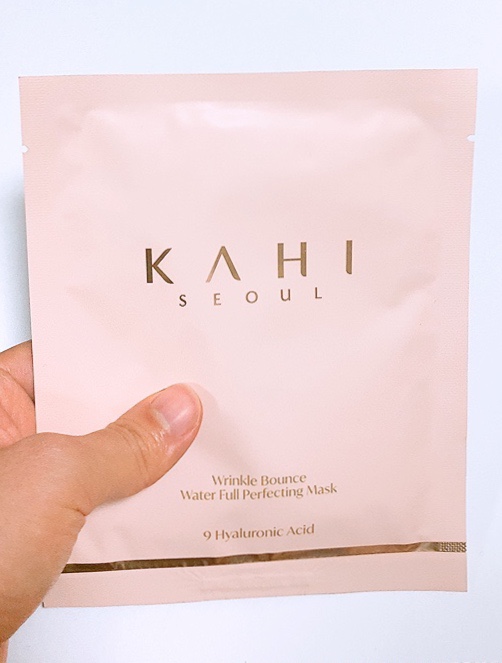 KAHI
SEOUL
Wrinkle Bounce
Water Full Perfecting Mask
9 Hyaluronic Acid